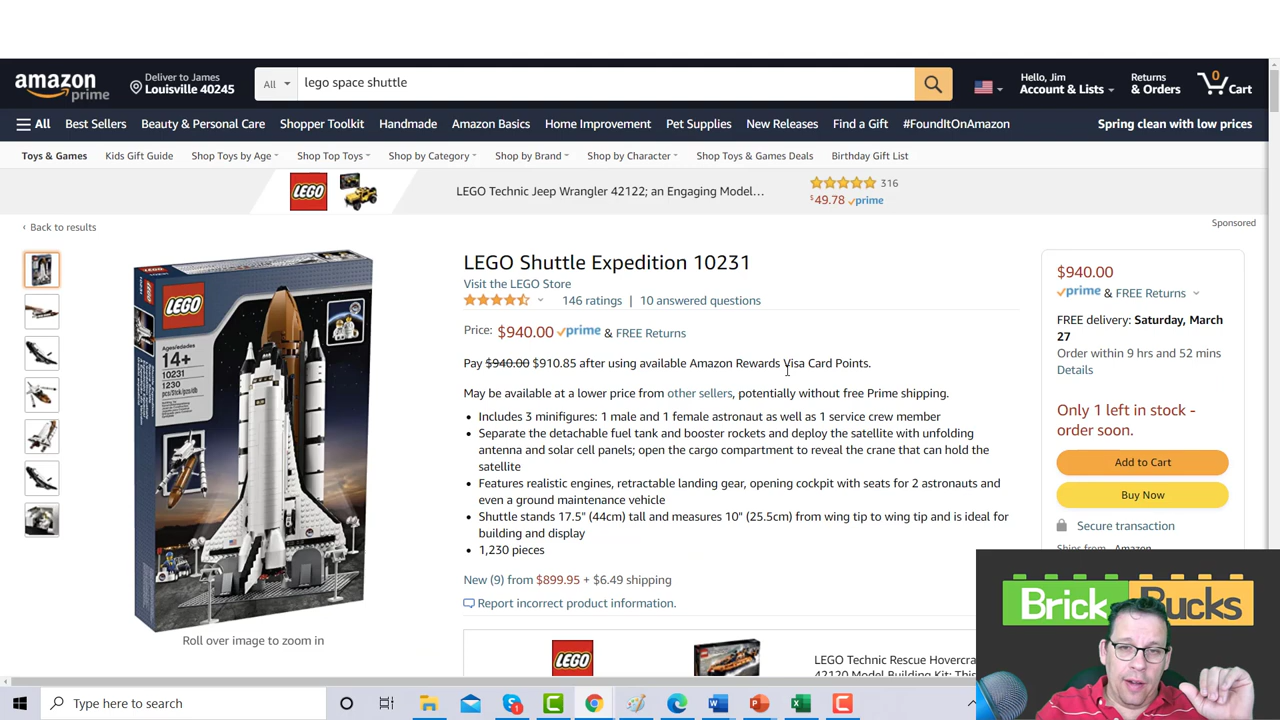 amazon
prime
Deliver to James
Louisville 40245
All
lego space shuttle
Hello, Jim
Account & Lists
Returns
& Orders
0
Cart
All
Best Sellers
Beauty & Personal Care
Shopper Toolkit
Handmade
Amazon Basics
Home Improvement
Pet Supplies
New Releases
Find a Gift
#FoundItOnAmazon
Spring clean with low prices
Toys & Games
Kids Gift Guide
Shop Toys by Age
Shop Top Toys
Shop by Category
Shop by Brand
Shop by Character
Shop Toys & Games Deals
Birthday Gift List
LEGO
LEGO Technic Jeep Wrangler 42122; an Engaging Model...
316
$49.78 prime
‹ Back to results
Sponsored
LEGO
Ages/edades
14+
10231
1230
pcs/pzs
LEGO Shuttle Expedition 10231
Visit the LEGO Store
146 ratings | 10 answered questions
Price: $940.00 prime & FREE Returns
Pay $940.00 $910.85 after using available Amazon Rewards Visa Card Points.
May be available at a lower price from other sellers, potentially without free Prime shipping.
• Includes 3 minifigures: 1 male and 1 female astronaut as well as 1 service crew member
• Separate the detachable fuel tank and booster rockets and deploy the satellite with unfolding
antenna and solar cell panels; open the cargo compartment to reveal the crane that can hold the
satellite
• Features realistic engines, retractable landing gear, opening cockpit with seats for 2 astronauts and
even a ground maintenance vehicle
• Shuttle stands 17.5" (44cm) tall and measures 10" (25.5cm) from wing tip to wing tip and is ideal for
building and display
• 1,230 pieces
New (9) from $899.95 + $6.49 shipping
Report incorrect product information.
Roll over image to zoom in
$940.00
prime & FREE Returns
FREE delivery: Saturday, March
27
Order within 9 hrs and 52 mins
Details
Only 1 left in stock -
order soon.
Add to Cart
Buy Now
Secure transaction
Ships from Amazon
LEGO
LEGO Technic Rescue Hovercra
42120 Model Building Kit; This
Brick Bucks
Type here to search